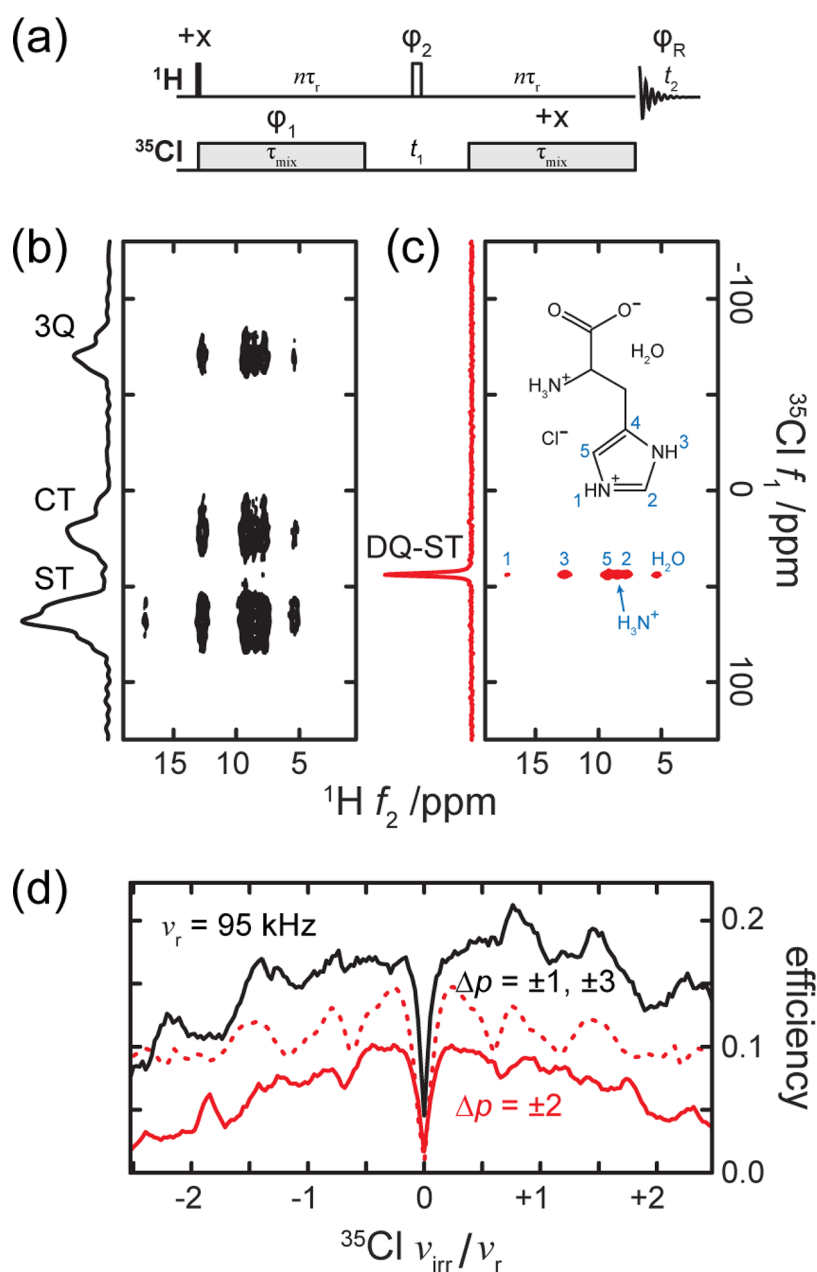 (a)
+x φ2 φR
¹H nτr nτr t2
φ1 +x
³⁵Cl τmix t1 τmix
(b) (c)
3Q
CT
ST
15 10 5
DQ-ST
O O⁻
H₂O
H₃N⁺
Cl⁻
4
5 NH 3
HN⁺
1 2
1 3 5 2 H₂O
H₃N⁺
15 10 5
-100
0
100
³⁵Cl f1 /ppm
¹H f2 /ppm
(d)
νr = 95 kHz
Δp = ±1, ±3
Δp = ±2
0.2
0.1
0.0
efficiency
-2 -1 0 +1 +2
³⁵Cl νirr / νr